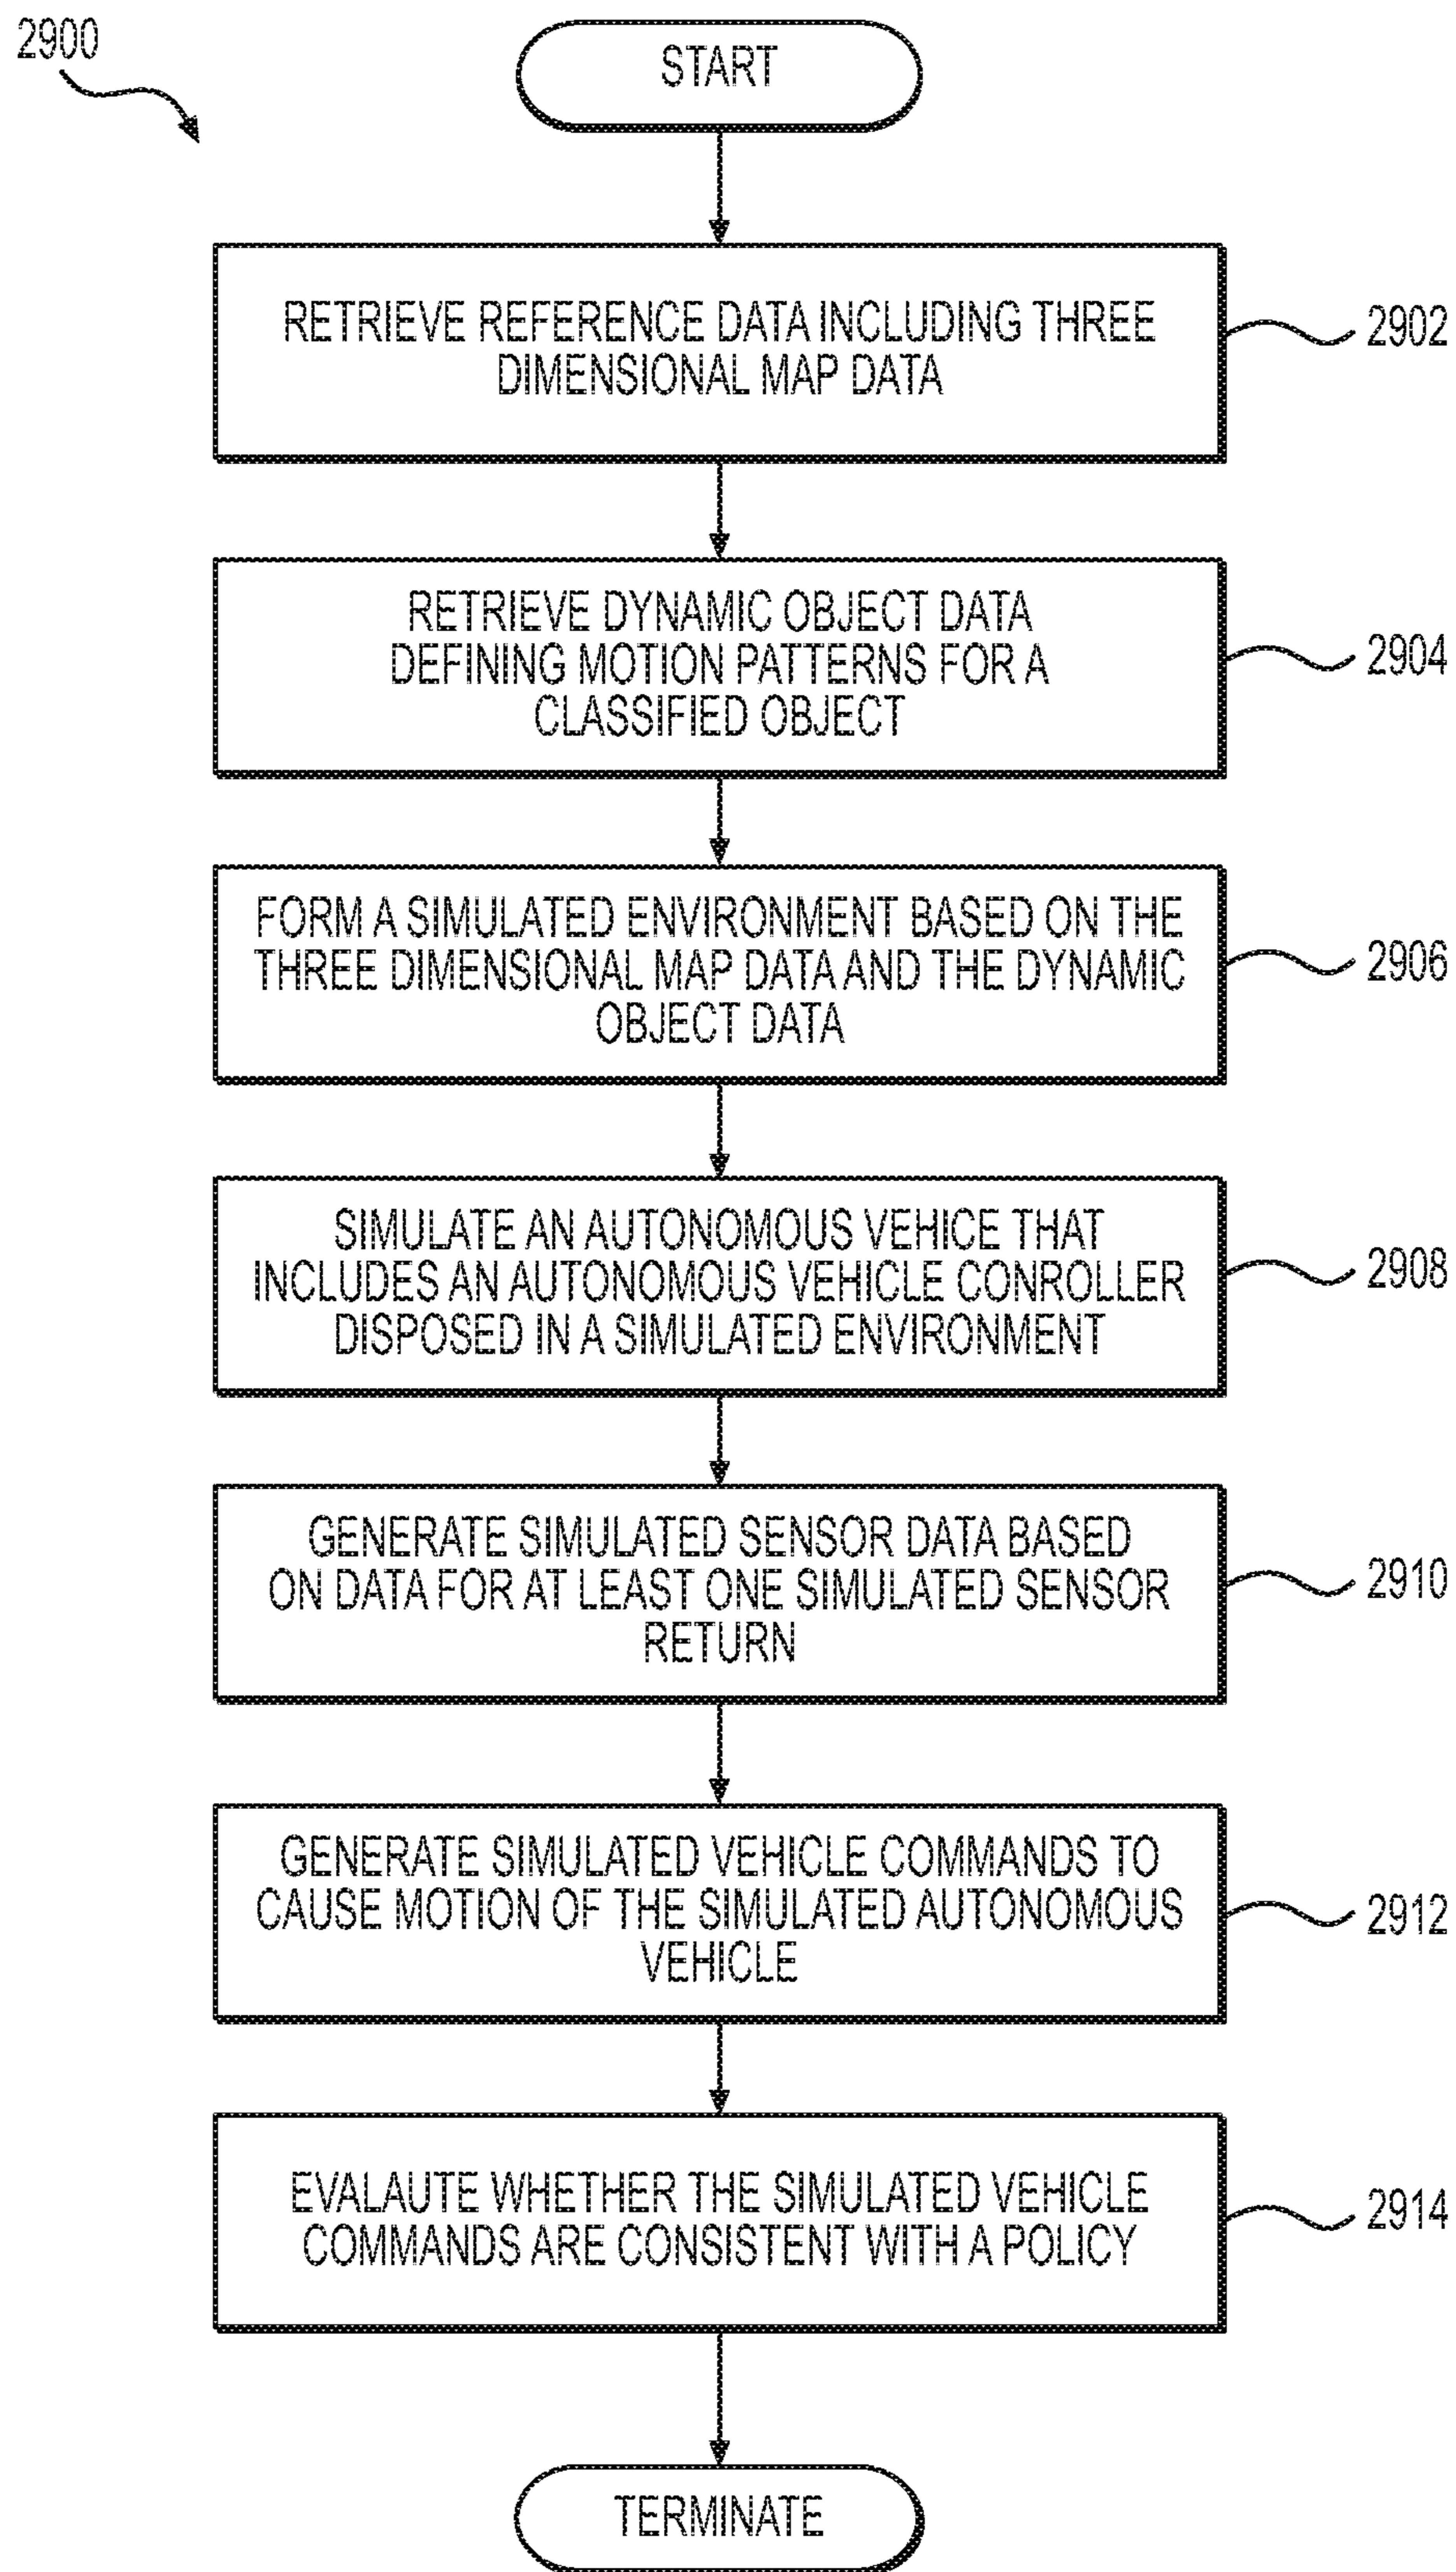 2900
START
RETRIEVE REFERENCE DATA INCLUDING THREE
DIMENSIONAL MAP DATA
2902
RETRIEVE DYNAMIC OBJECT DATA
DEFINING MOTION PATTERNS FOR A
CLASSIFIED OBJECT
2904
FORM A SIMULATED ENVIRONMENT BASED ON THE
THREE DIMENSIONAL MAP DATA AND THE DYNAMIC
OBJECT DATA
2906
SIMULATE AN AUTONOMOUS VEHICE THAT
INCLUDES AN AUTONOMOUS VEHICLE CONROLLER
DISPOSED IN A SIMULATED ENVIRONMENT
2908
GENERATE SIMULATED SENSOR DATA BASED
ON DATA FOR AT LEAST ONE SIMULATED SENSOR
RETURN
2910
GENERATE SIMULATED VEHICLE COMMANDS TO
CAUSE MOTION OF THE SIMULATED AUTONOMOUS
VEHICLE
2912
EVALAUTE WHETHER THE SIMULATED VEHICLE
COMMANDS ARE CONSISTENT WITH A POLICY
2914
TERMINATE